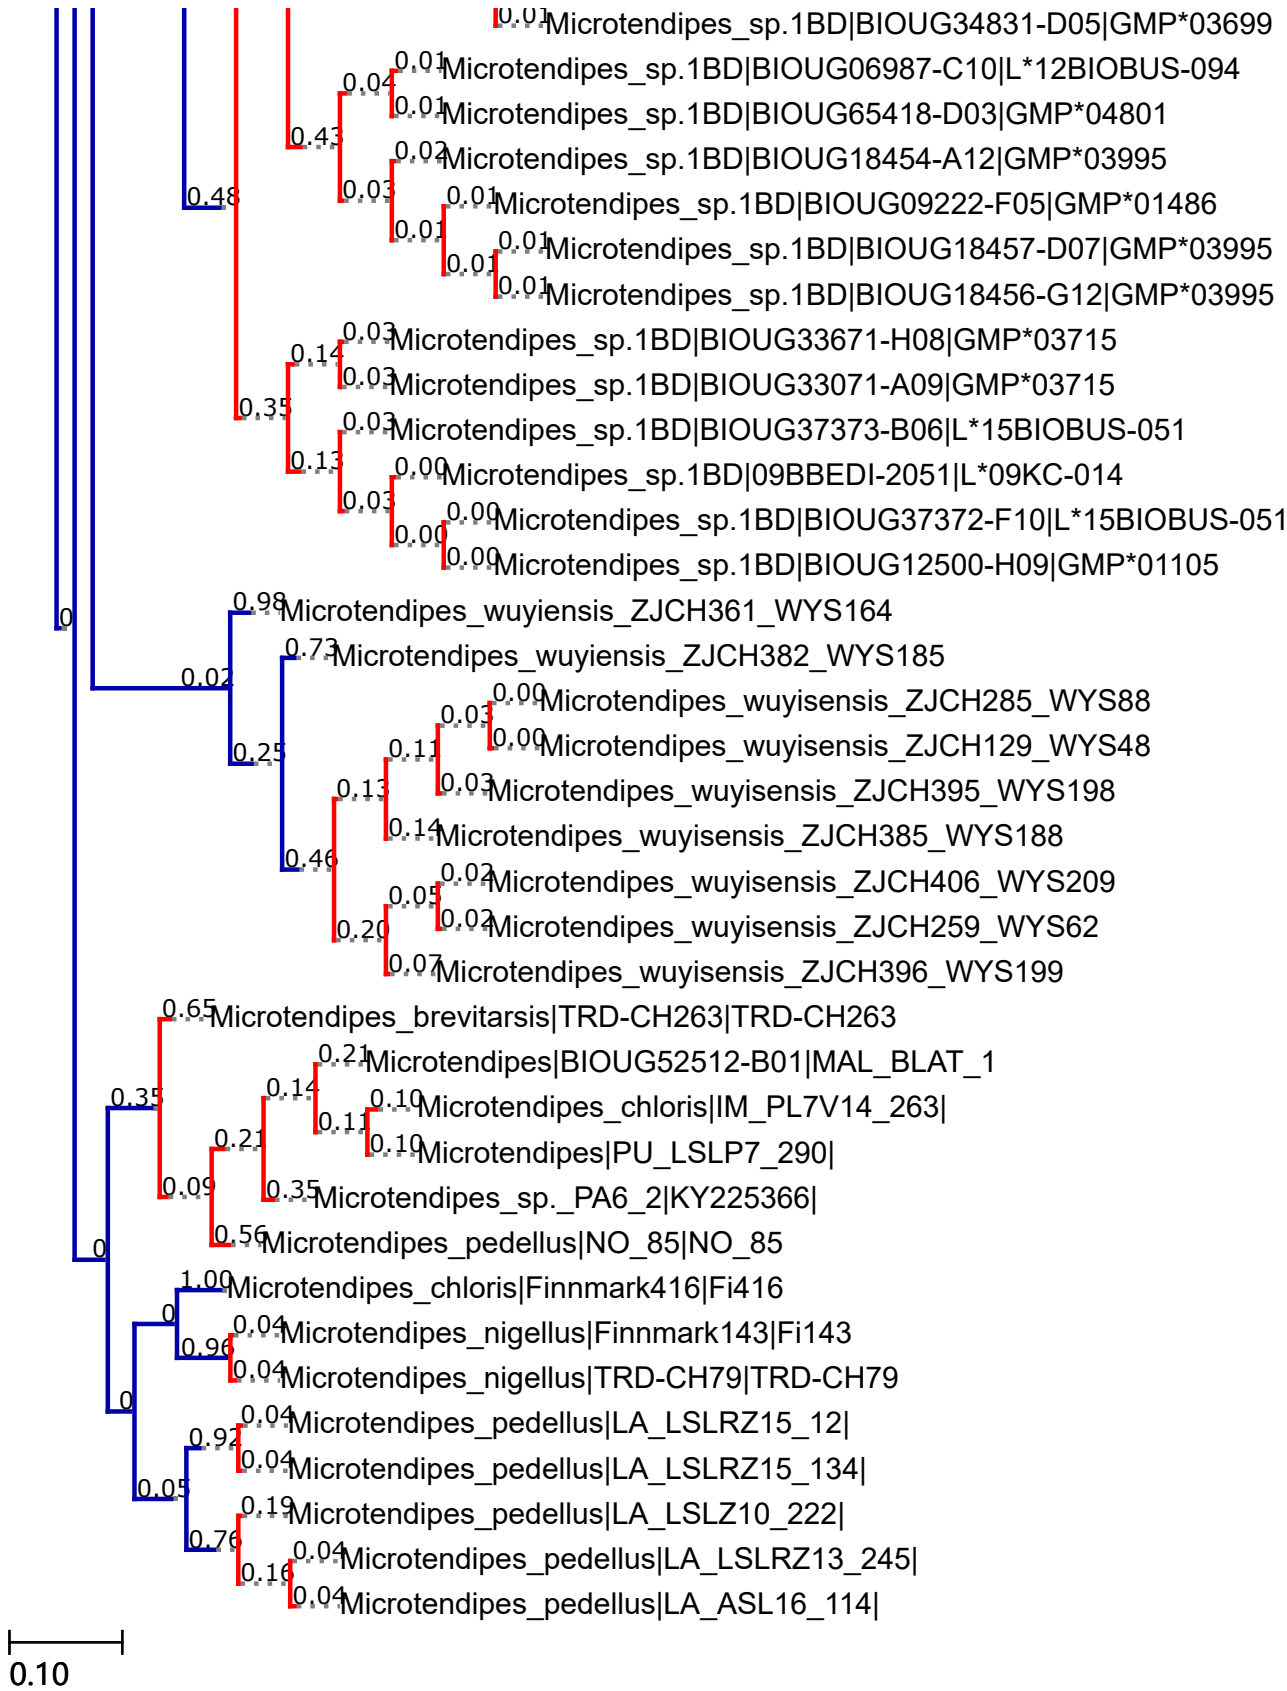 0.01
Microtendipes_sp.1BD|BIOUG34831-D05|GMP*03699
0.01
Microtendipes_sp.1BD|BIOUG06987-C10|L*12BIOBUS-094
0.04
0.01
Microtendipes_sp.1BD|BIOUG65418-D03|GMP*04801
0.43
0.02
Microtendipes_sp.1BD|BIOUG18454-A12|GMP*03995
0.48
0.03
0.01
Microtendipes_sp.1BD|BIOUG09222-F05|GMP*01486
0.01
0.01
Microtendipes_sp.1BD|BIOUG18457-D07|GMP*03995
0.01
0.01
Microtendipes_sp.1BD|BIOUG18456-G12|GMP*03995
0.03
Microtendipes_sp.1BD|BIOUG33671-H08|GMP*03715
0.14
0.03
Microtendipes_sp.1BD|BIOUG33071-A09|GMP*03715
0.35
0.03
Microtendipes_sp.1BD|BIOUG37373-B06|L*15BIOBUS-051
0.13
0.00
Microtendipes_sp.1BD|09BBEDI-2051|L*09KC-014
0.03
0.00
Microtendipes_sp.1BD|BIOUG37372-F10|L*15BIOBUS-051
0.00
0.00
Microtendipes_sp.1BD|BIOUG12500-H09|GMP*01105
0.98
Microtendipes_wuyiensis_ZJCH361_WYS164
0
0.73
Microtendipes_wuyiensis_ZJCH382_WYS185
0.02
0.00
Microtendipes_wuyisensis_ZJCH285_WYS88
0.03
0.00
Microtendipes_wuyisensis_ZJCH129_WYS48
0.25
0.11
0.03
Microtendipes_wuyisensis_ZJCH395_WYS198
0.13
0.14
Microtendipes_wuyisensis_ZJCH385_WYS188
0.46
0.02
Microtendipes_wuyisensis_ZJCH406_WYS209
0.05
0.02
Microtendipes_wuyisensis_ZJCH259_WYS62
0.20
0.07
Microtendipes_wuyisensis_ZJCH396_WYS199
0.65
Microtendipes_brevitarsis|TRD-CH263|TRD-CH263
0.21
Microtendipes|BIOUG52512-B01|MAL_BLAT_1
0.35
0.14
0.10
Microtendipes_chloris|IM_PL7V14_263|
0.11
0.10
Microtendipes|PU_LSLP7_290|
0.21
0.09
0.35
Microtendipes_sp._PA6_2|KY225366|
0.56
Microtendipes_pedellus|NO_85|NO_85
0
1.00
Microtendipes_chloris|Finnmark416|Fi416
0
0.04
Microtendipes_nigellus|Finnmark143|Fi143
0.96
0.04
Microtendipes_nigellus|TRD-CH79|TRD-CH79
0
0.04
Microtendipes_pedellus|LA_LSLRZ15_12|
0.92
0.04
Microtendipes_pedellus|LA_LSLRZ15_134|
0.05
0.19
Microtendipes_pedellus|LA_LSLZ10_222|
0.76
0.04
Microtendipes_pedellus|LA_LSLRZ13_245|
0.16
0.04
Microtendipes_pedellus|LA_ASL16_114|
0.10